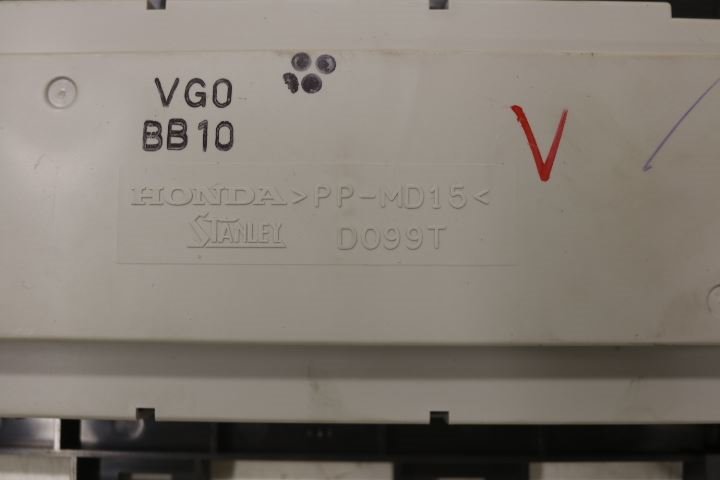 VG0
BB10
V
HONDA >PP-MD15<
STANLEY D099T